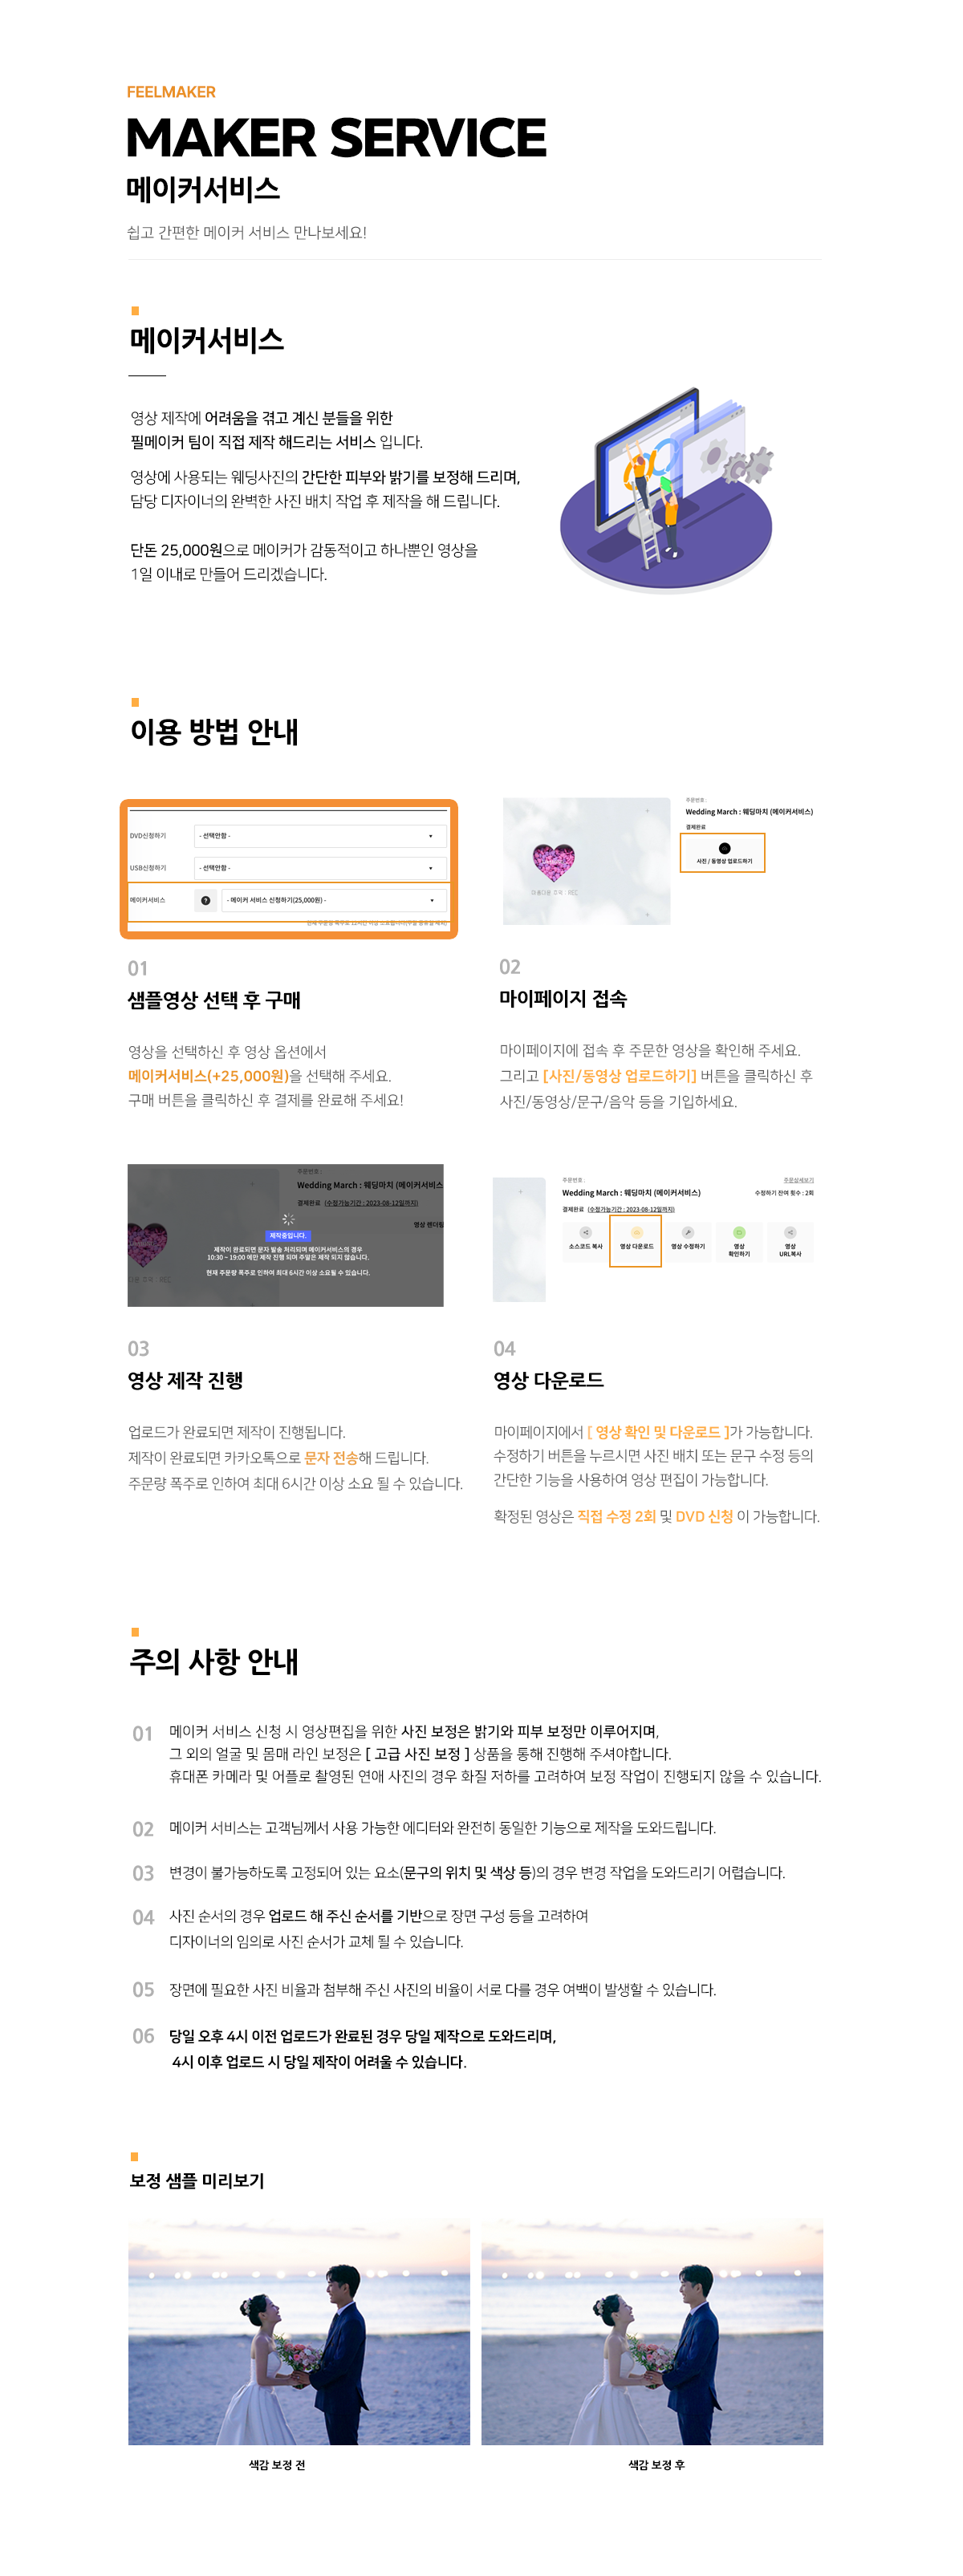 FEELMAKER
MAKER SERVICE
메이커서비스
쉽고 간편한 메이커 서비스 만나보세요!
메이커서비스
영상 제작에 어려움을 겪고 계신 분들을 위한
필메이커 팀이 직접 제작 해드리는 서비스 입니다.
영상에 사용되는 웨딩사진의 간단한 피부와 밝기를 보정해 드리며,
담당 디자이너의 완벽한 사진 배치 작업 후 제작을 해 드립니다.
단돈 25,000원으로 메이커가 감동적이고 하나뿐인 영상을
1일 이내로 만들어 드리겠습니다.
이용 방법 안내
DVD신청하기 - 선택안함 -
USB신청하기 - 선택안함 -
메이커서비스 ? - 메이커 서비스 신청하기(25,000원) -
01
샘플영상 선택 후 구매
영상을 선택하신 후 영상 옵션에서
메이커서비스(+25,000원)을 선택해 주세요.
구매 버튼을 클릭하신 후 결제를 완료해 주세요!
주문번호 :
Wedding March : 웨딩마치 (메이커서비스)
결제완료
사진 / 동영상 업로드하기
02
마이페이지 접속
마이페이지에 접속 후 주문한 영상을 확인해 주세요.
그리고 [사진/동영상 업로드하기] 버튼을 클릭하신 후
사진/동영상/문구/음악 등을 기입하세요.
주문번호 :
Wedding March : 웨딩마치 (메이커서비스
결제완료 (수정가능기간 : 2023-08-12일까지)
영상 렌더링
제작중입니다.
제작이 완료되면 문자 발송 처리되며 메이커서비스의 경우
10:30 ~ 19:00 에만 제작 진행 되며 주말은 제작 되지 않습니다.
현재 주문량 폭주로 인하여 최대 6시간 이상 소요될 수 있습니다.
03
영상 제작 진행
업로드가 완료되면 제작이 진행됩니다.
제작이 완료되면 카카오톡으로 문자 전송해 드립니다.
주문량 폭주로 인하여 최대 6시간 이상 소요 될 수 있습니다.
주문번호 : 주문상세보기
Wedding March : 웨딩마치 (메이커서비스) 수정하기 잔여 횟수 : 2회
결제완료 (수정가능기간 : 2023-08-12일까지)
소스코드 복사 영상 다운로드 영상 수정하기 영상 확인하기 영상 URL복사
04
영상 다운로드
마이페이지에서 [ 영상 확인 및 다운로드 ]가 가능합니다.
수정하기 버튼을 누르시면 사진 배치 또는 문구 수정 등의
간단한 기능을 사용하여 영상 편집이 가능합니다.
확정된 영상은 직접 수정 2회 및 DVD 신청 이 가능합니다.
주의 사항 안내
01 메이커 서비스 신청 시 영상편집을 위한 사진 보정은 밝기와 피부 보정만 이루어지며,
그 외의 얼굴 및 몸매 라인 보정은 [ 고급 사진 보정 ] 상품을 통해 진행해 주셔야합니다.
휴대폰 카메라 및 어플로 촬영된 연애 사진의 경우 화질 저하를 고려하여 보정 작업이 진행되지 않을 수 있습니다.
02 메이커 서비스는 고객님께서 사용 가능한 에디터와 완전히 동일한 기능으로 제작을 도와드립니다.
03 변경이 불가능하도록 고정되어 있는 요소(문구의 위치 및 색상 등)의 경우 변경 작업을 도와드리기 어렵습니다.
04 사진 순서의 경우 업로드 해 주신 순서를 기반으로 장면 구성 등을 고려하여
디자이너의 임의로 사진 순서가 교체 될 수 있습니다.
05 장면에 필요한 사진 비율과 첨부해 주신 사진의 비율이 서로 다를 경우 여백이 발생할 수 있습니다.
06 당일 오후 4시 이전 업로드가 완료된 경우 당일 제작으로 도와드리며,
4시 이후 업로드 시 당일 제작이 어려울 수 있습니다.
보정 샘플 미리보기
색감 보정 전
색감 보정 후